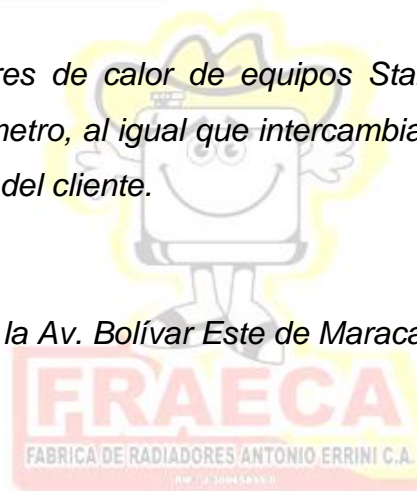 res de calor de equipos Sta
metro, al igual que intercambia
del cliente.
la Av. Bolívar Este de Maraca
FRAECA
FABRICA DE RADIADORES ANTONIO ERRINI C.A.